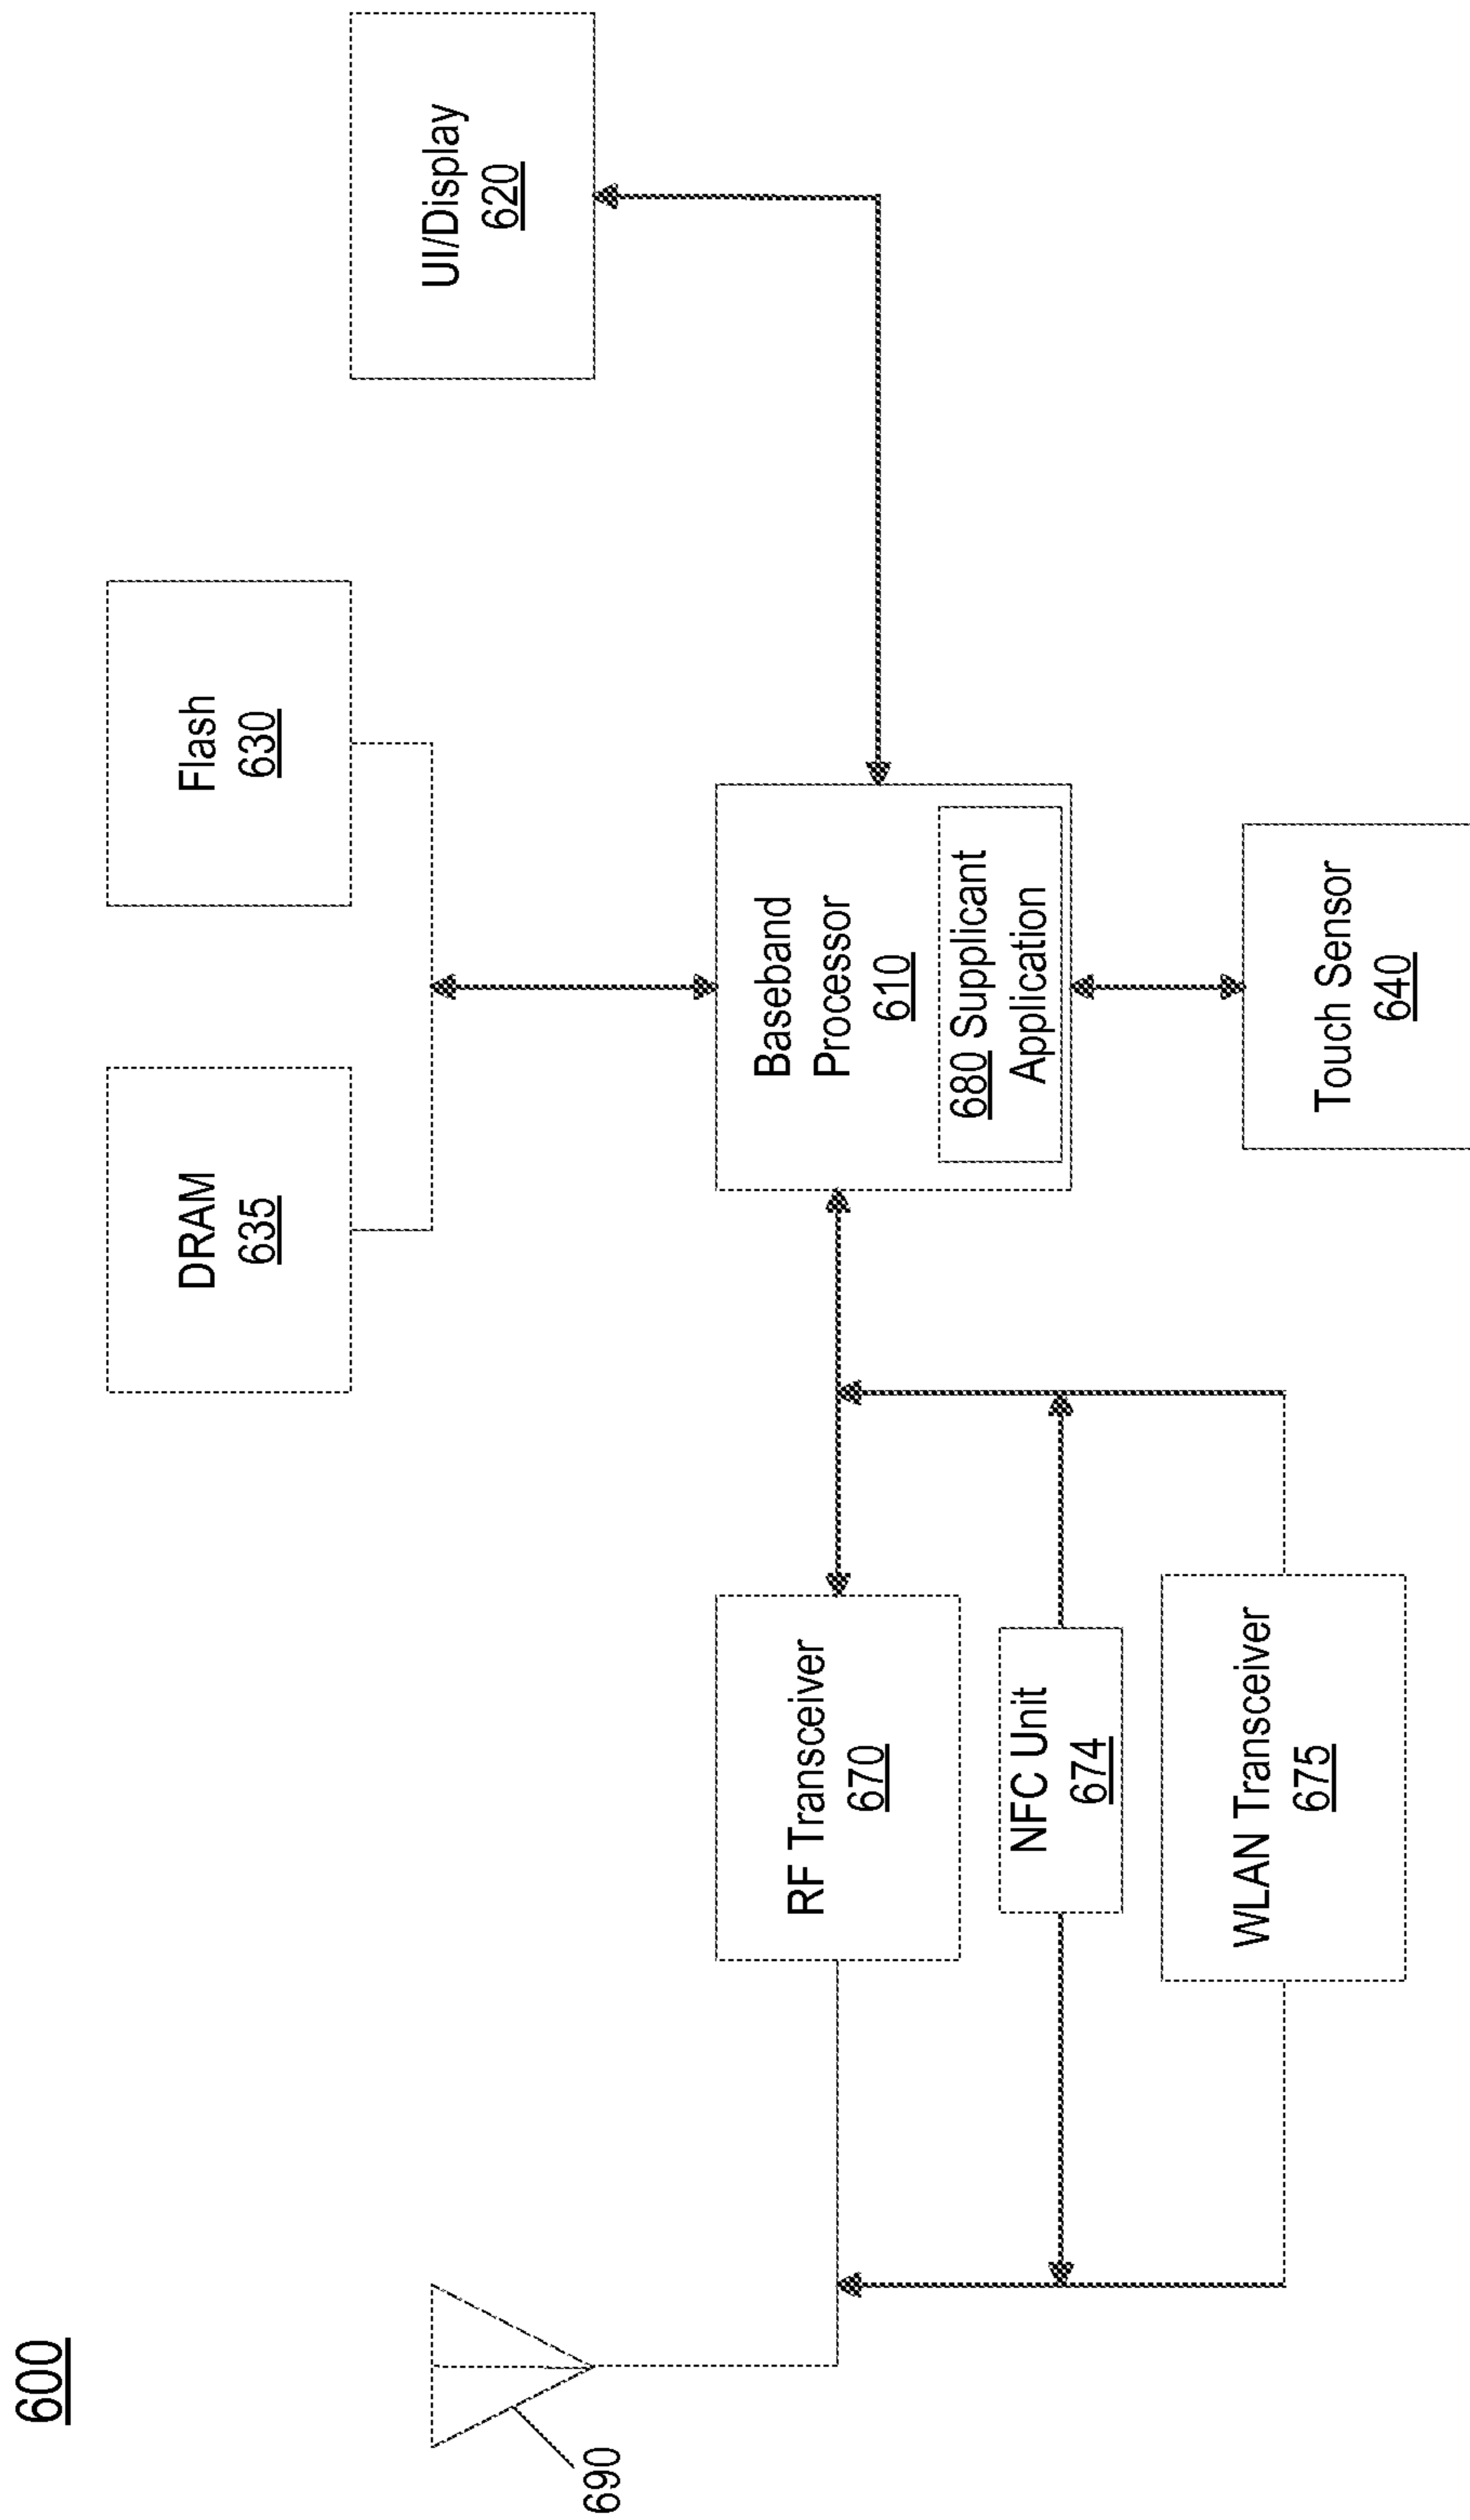 600
690
DRAM
635
Flash
630
UI/Display
620
RF Transceiver
670
Baseband
Processor
610
680 Supplicant
Application
NFC Unit
674
WLAN Transceiver
675
Touch Sensor
640